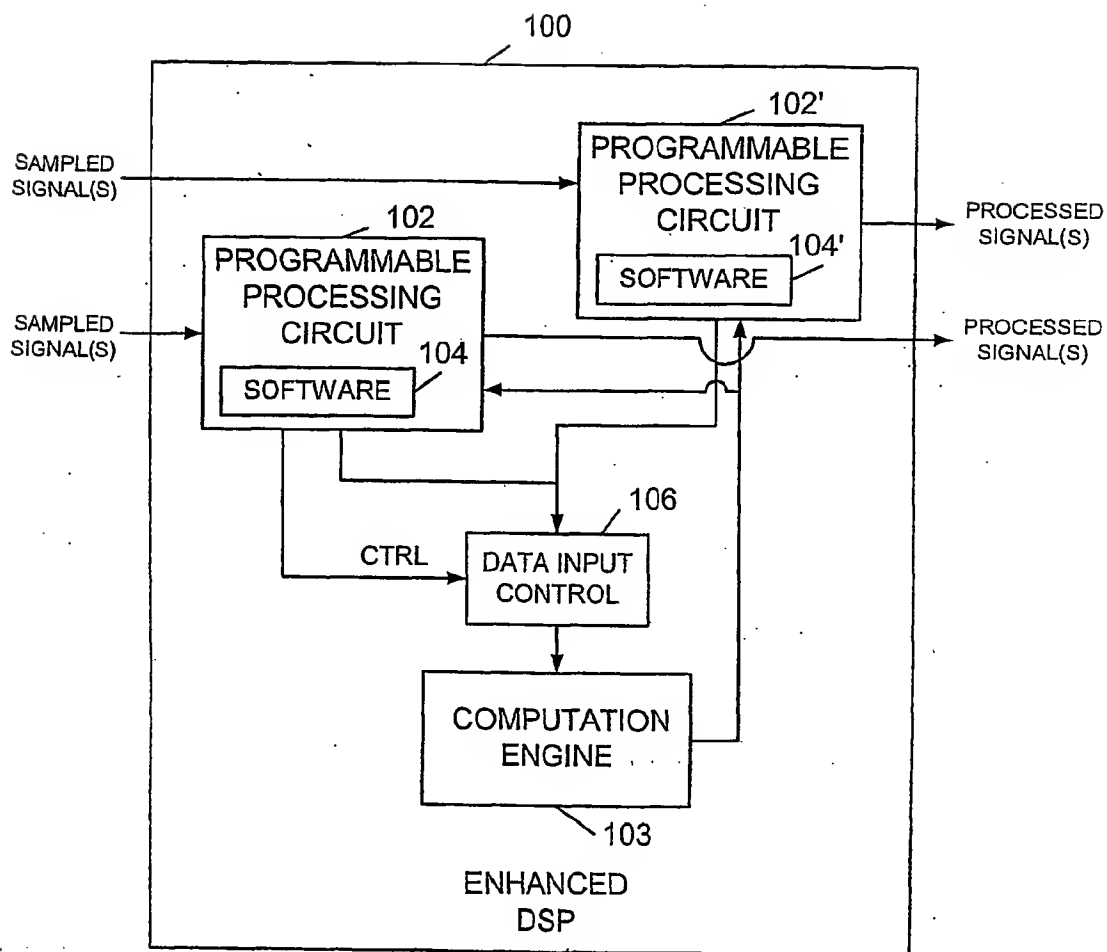 100
102'
PROGRAMMABLE
PROCESSING
CIRCUIT
104'
SOFTWARE
SAMPLED
SIGNAL(S)
PROCESSED
SIGNAL(S)
102
PROGRAMMABLE
PROCESSING
CIRCUIT
104
SOFTWARE
SAMPLED
SIGNAL(S)
PROCESSED
SIGNAL(S)
106
CTRL
DATA INPUT
CONTROL
COMPUTATION
ENGINE
103
ENHANCED
DSP